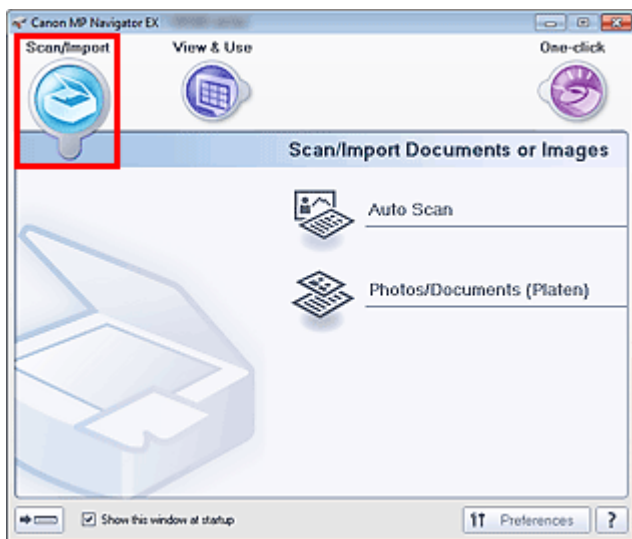 Canon MP Navigator EX
Scan/Import View & Use One-click
Scan/Import Documents or Images
Auto Scan
Photos/Documents (Platen)
Show this window at startup Preferences ?